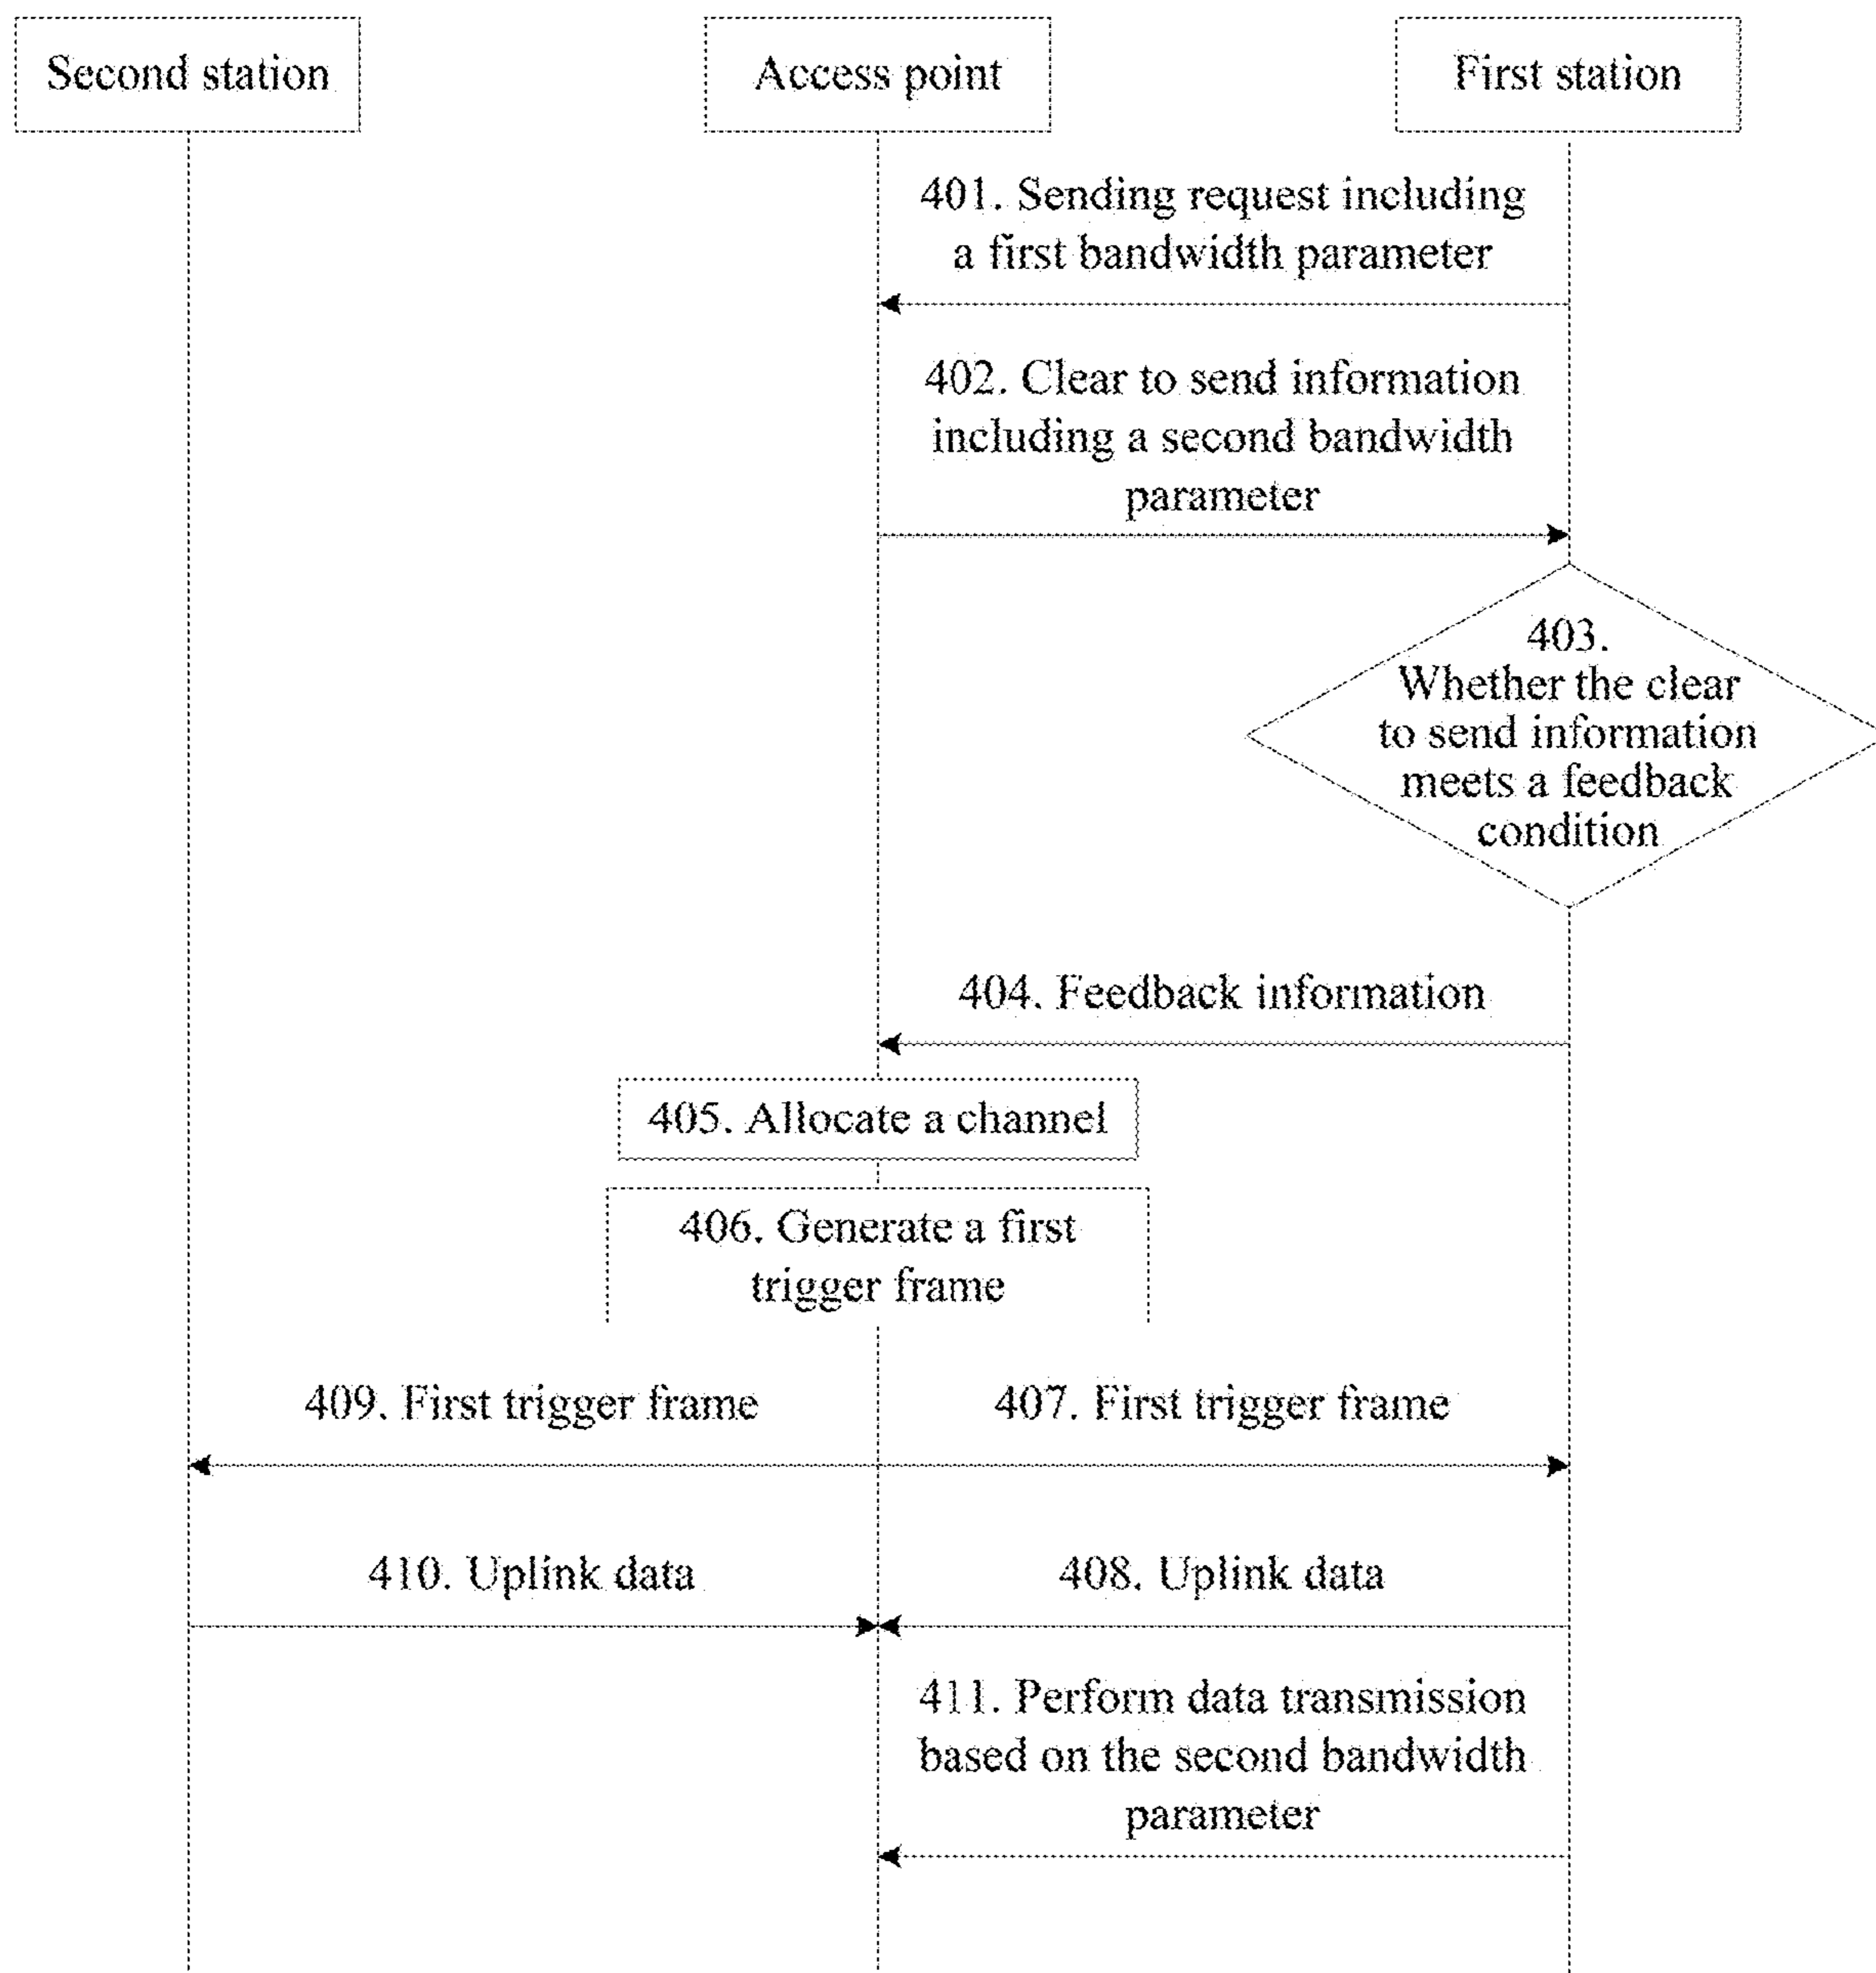 Second station
Access point
First station
401. Sending request including
a first bandwidth parameter
402. Clear to send information
including a second bandwidth
parameter
403.
Whether the clear
to send information
meets a feedback
condition
404. Feedback information
405. Allocate a channel
406. Generate a first
trigger frame
409. First trigger frame
407. First trigger frame
410. Uplink data
408. Uplink data
411. Perform data transmission
based on the second bandwidth
parameter